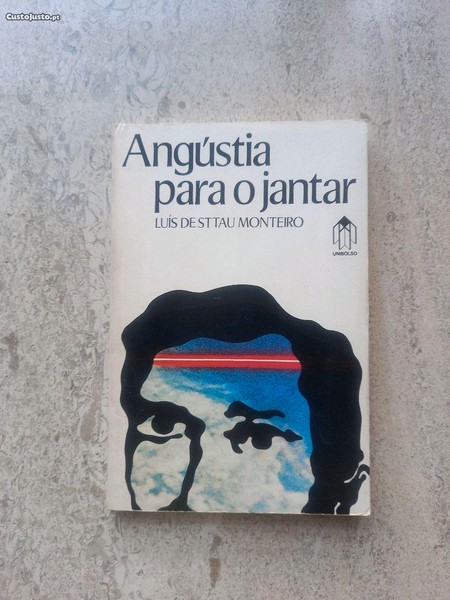 CustoJusto.pt
Angústia
para o jantar
LUÍS DE STTAU MONTEIRO
UNIBOLSO